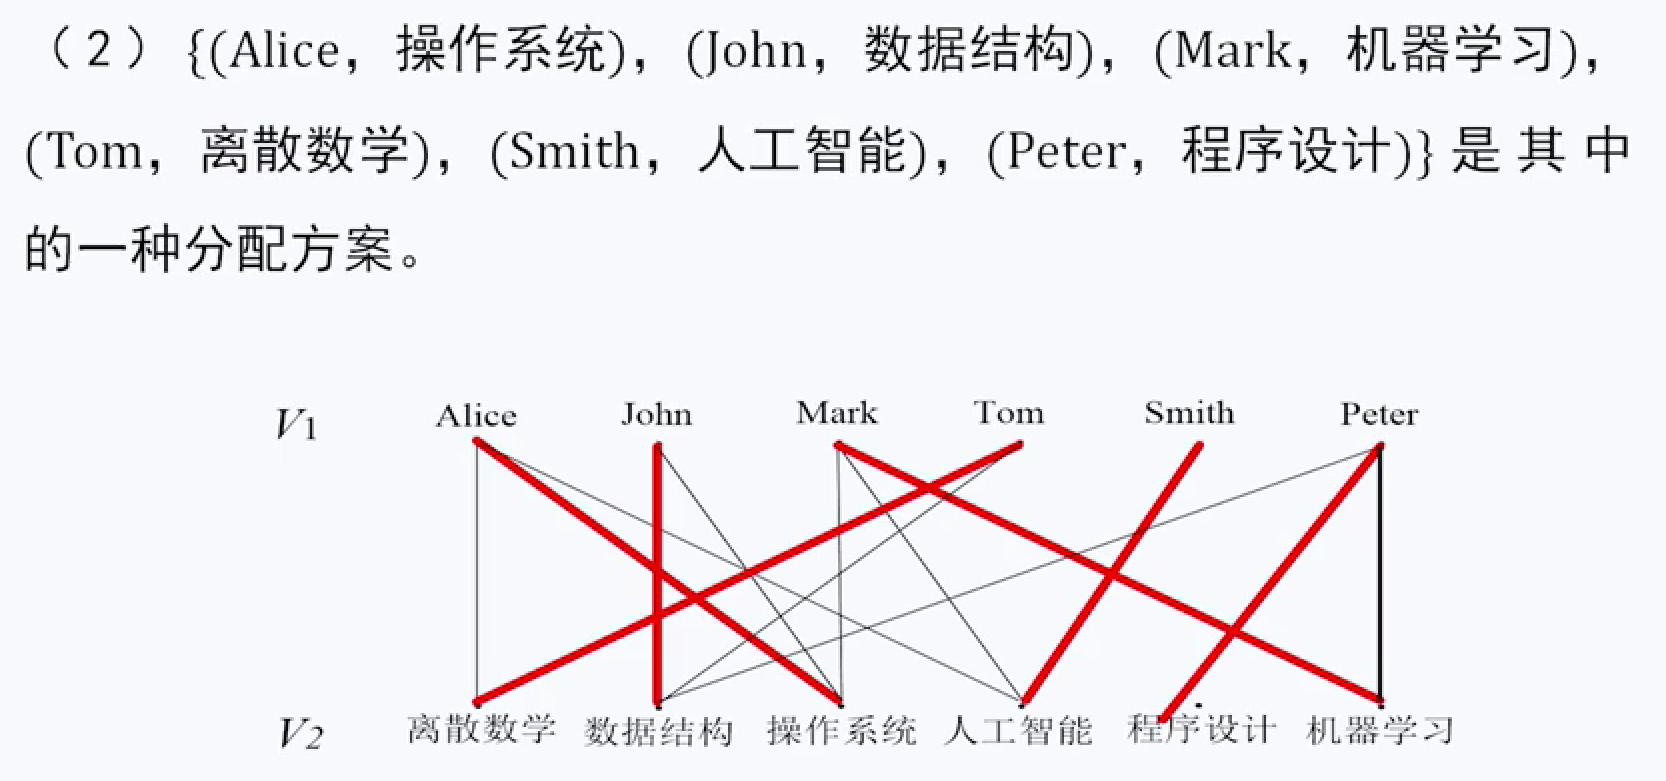 （2）{(Alice，操作系统)，(John，数据结构)，(Mark，机器学习)，
(Tom，离散数学)，(Smith，人工智能)，(Peter，程序设计)}是其中
的一种分配方案。
V1 Alice John Mark Tom Smith Peter
V2 离散数学 数据结构 操作系统 人工智能 程序设计 机器学习